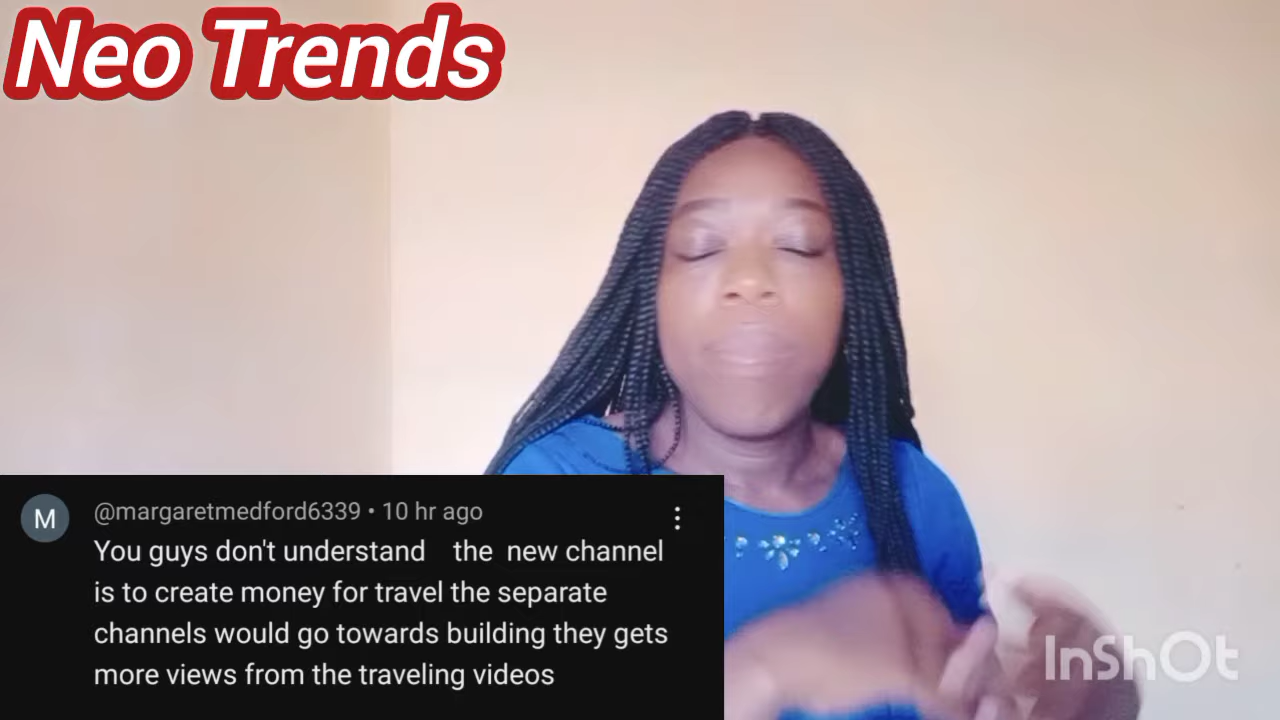 Neo Trends
M
@margaretmedford6339 • 10 hr ago
You guys don't understand the new channel
is to create money for travel the separate
channels would go towards building they gets
more views from the traveling videos
InShOt